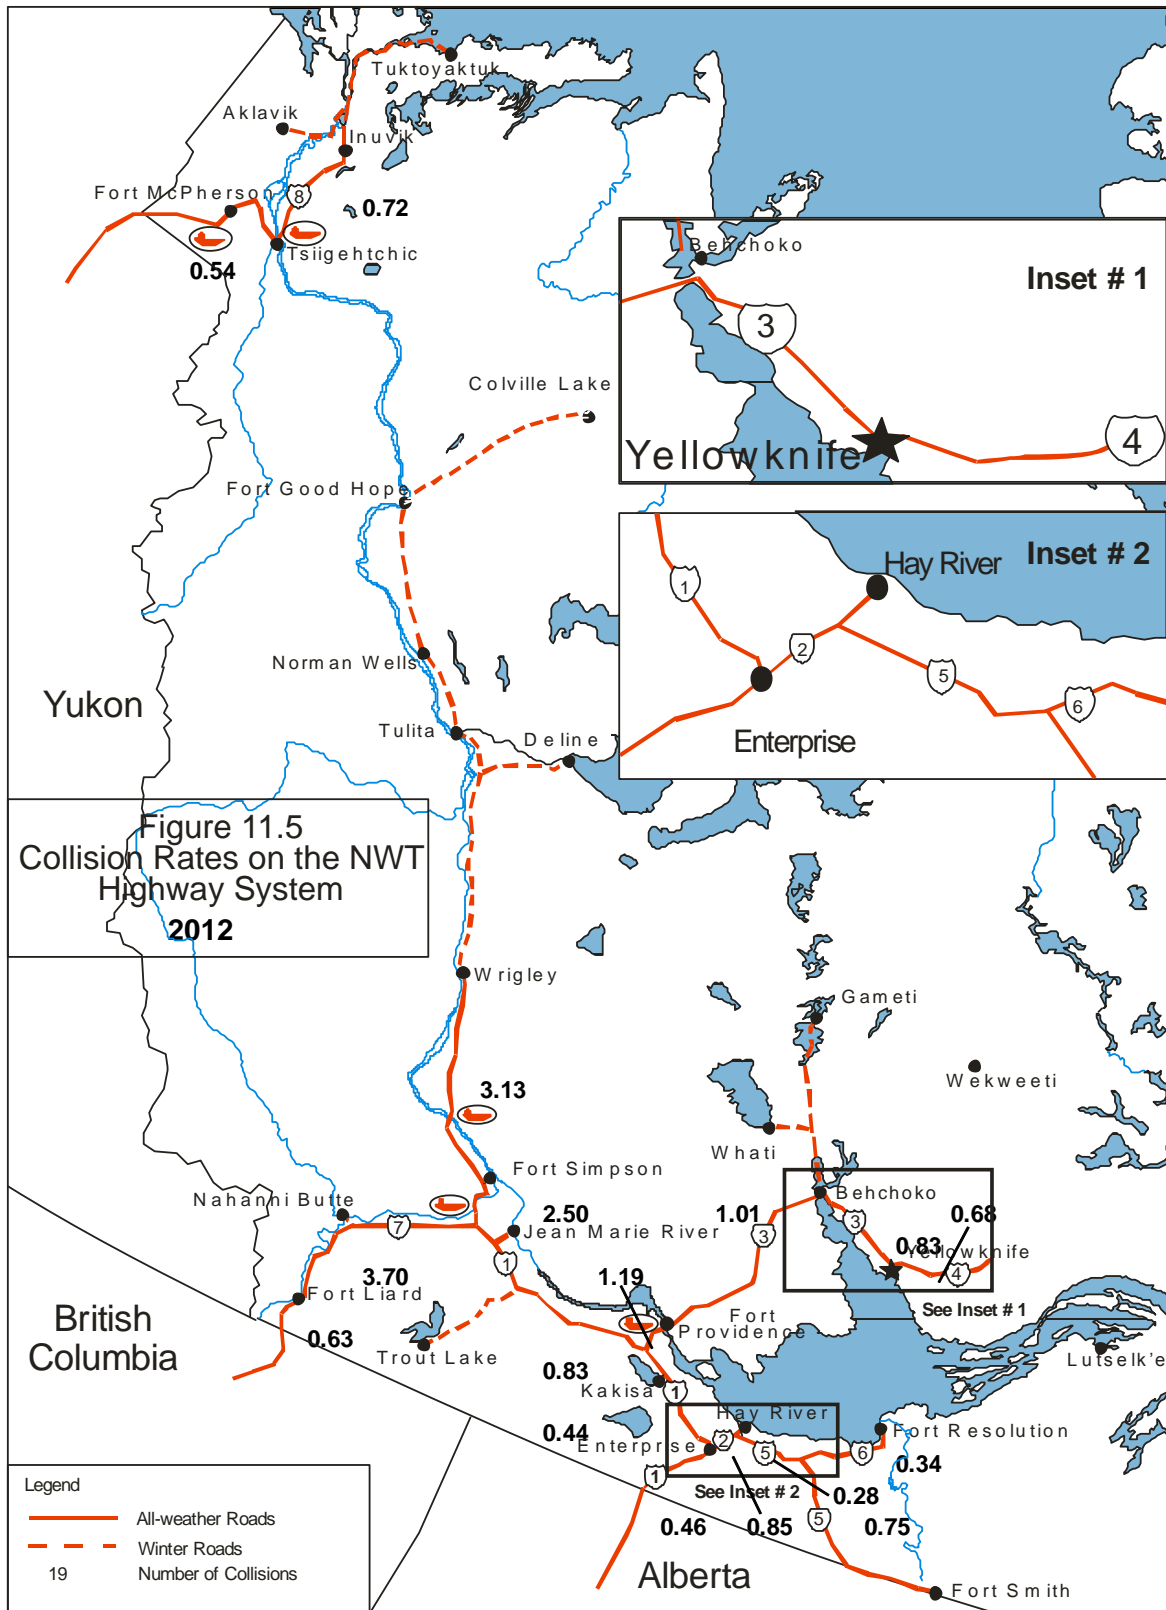 Tuktoyaktuk
Aklavik
Inuvik
Fort McPherson
8
0.72
Tsiigehtchic
0.54
Behchoko
Inset # 1
3
4
Yellowknife
Colville Lake
Fort Good Hope
Inset # 2
Hay River
1
2
5
6
Enterprise
Norman Wells
Yukon
Tulita
Deline
Figure 11.5
Collision Rates on the NWT
Highway System
2012
Wrigley
Gameti
Wekweeti
3.13
Whati
Fort Simpson
Nahanni Butte
Behchoko
7
2.50
1.01
3
0.68
Jean Marie River
3
0.83
Yellowknife
1
4
3.70
1.19
Fort Liard
See Inset # 1
British
Columbia
0.63
Fort
Providence
Trout Lake
Lutselk'e
0.83
Kakisa
1
Hay River
0.44
Enterprise
2
5
6
Fort Resolution
0.34
1
See Inset # 2
0.28
0.46
0.85
5
0.75
Alberta
Fort Smith
Legend
All-weather Roads
Winter Roads
19 Number of Collisions